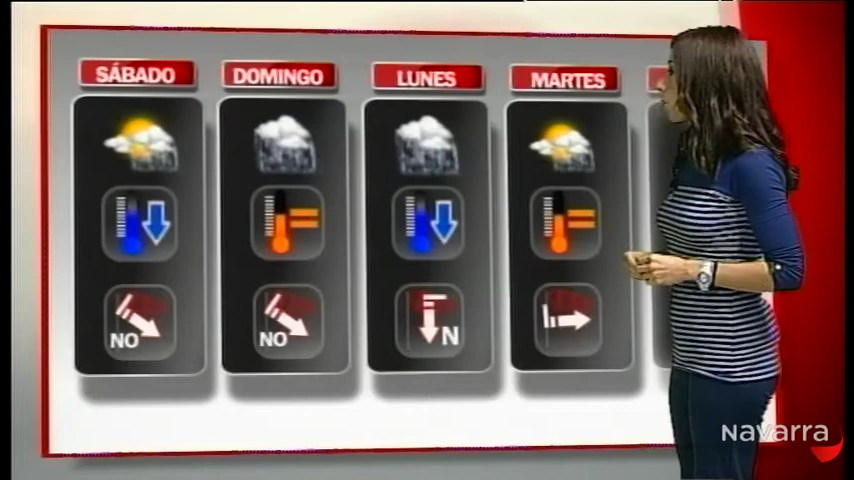 SÁBADO
DOMINGO
LUNES
MARTES
NO
NO
N
Navarra